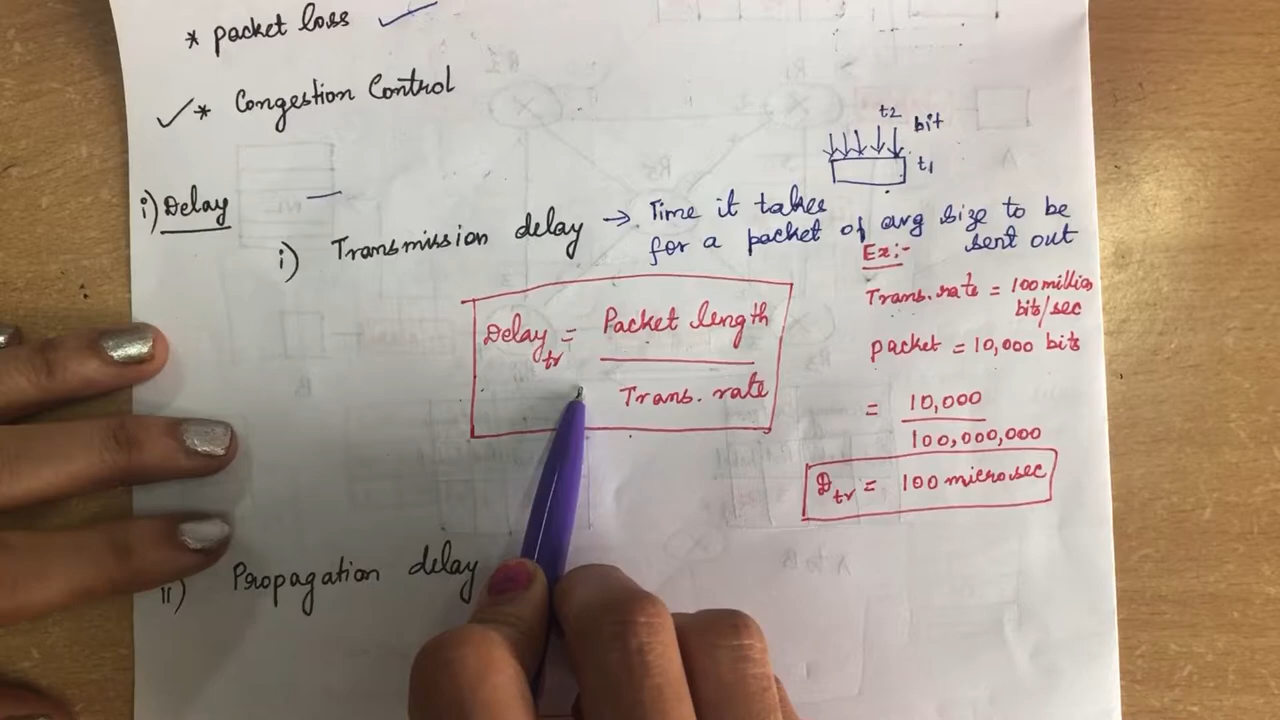 * packet loss ✓
✓ * Congestion Control
t2 bit
t1
i) Delay —
i) Transmission delay → Time it takes
for a packet of avg size to be
sent out
Ex:-
Trans. rate = 100 million
bits/sec
packet = 10,000 bits
Delay tr = Packet length
Trans. rate
= 10,000
100,000,000
Dtr = 100 microsec
ii) Propagation delay